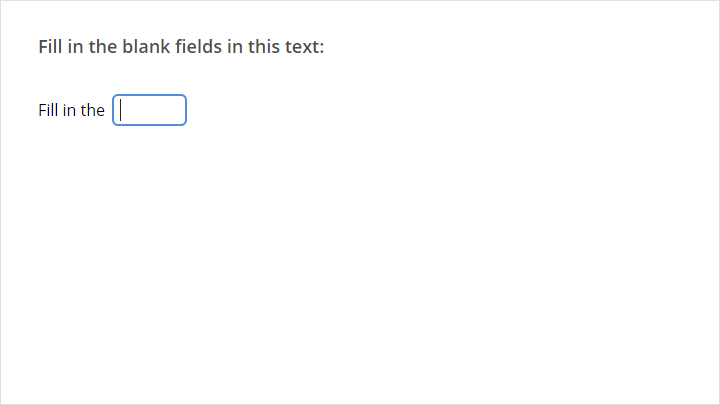 Fill in the blank fields in this text:
Fill in the